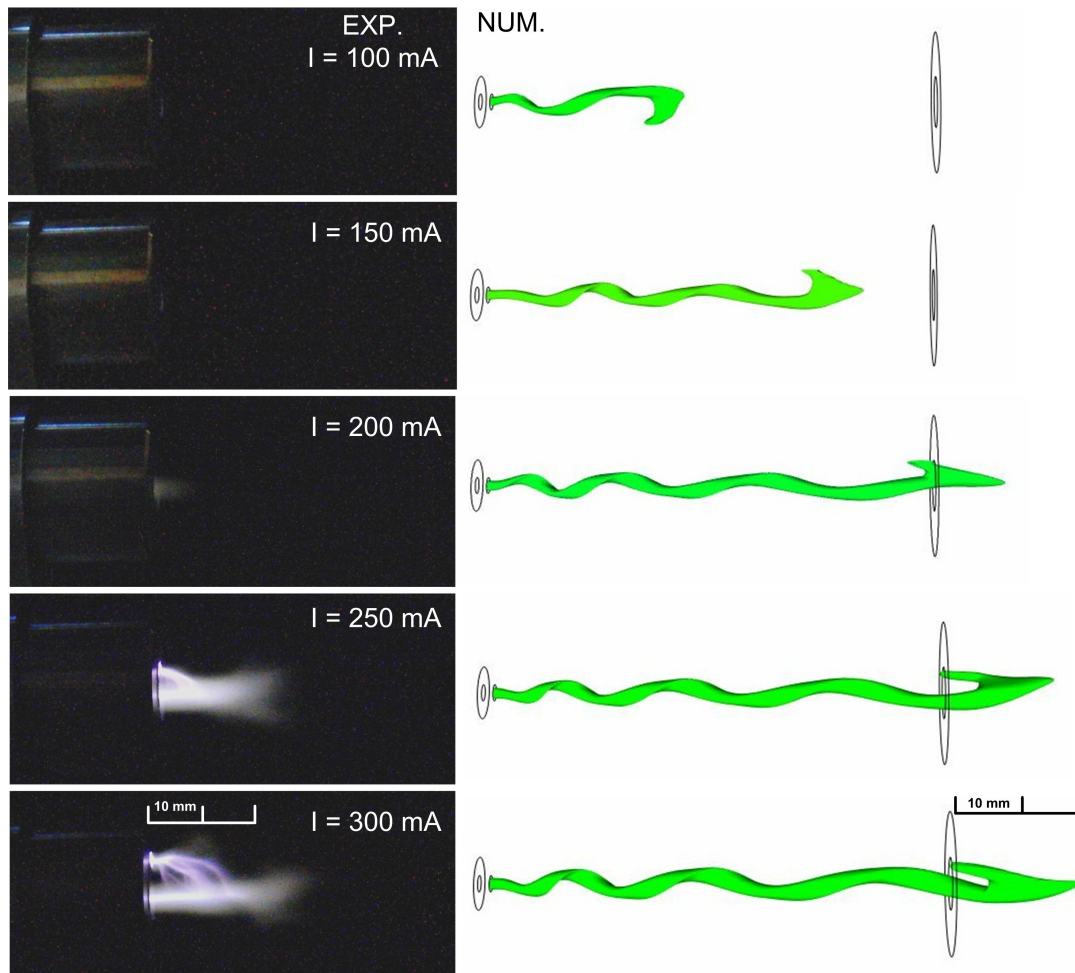 EXP.
I = 100 mA
NUM.
I = 150 mA
I = 200 mA
I = 250 mA
10 mm
I = 300 mA
10 mm